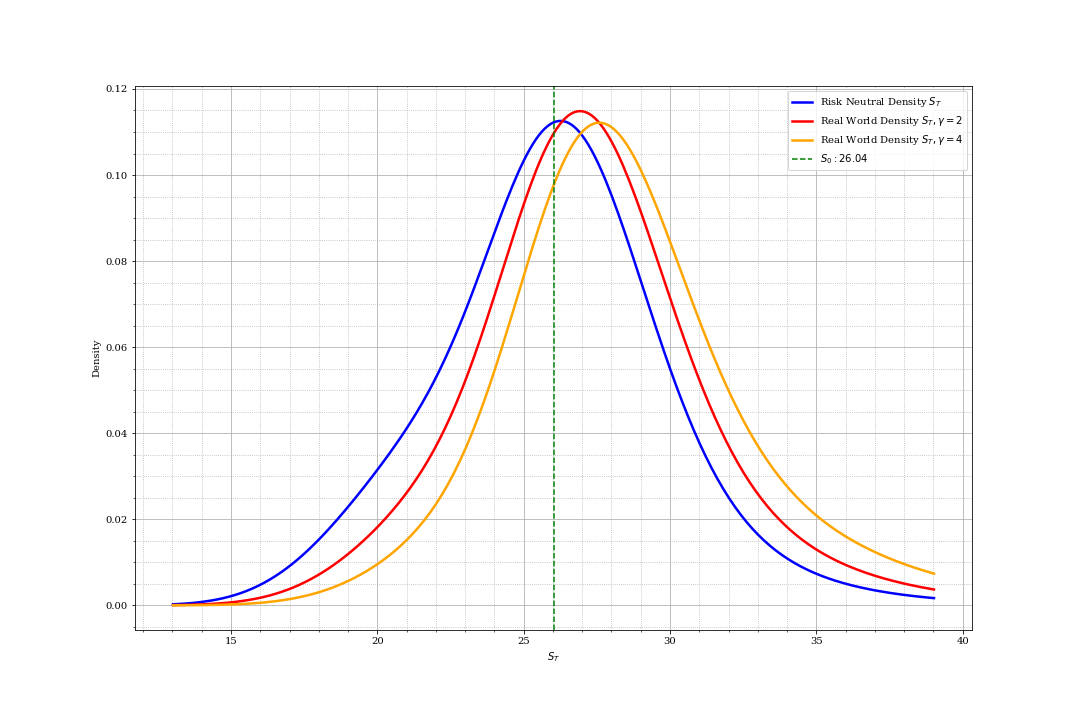 Risk Neutral Density S_T
Real World Density S_T, γ = 2
Real World Density S_T, γ = 4
S_0 : 26.04
Density
0.12
0.10
0.08
0.06
0.04
0.02
0.00
15 20 25 30 35 40
S_T